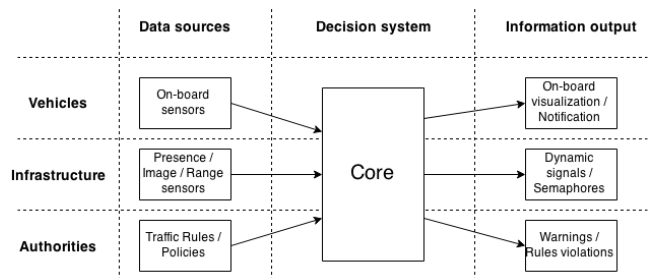 Data sources
Decision system
Information output
Vehicles
On-board
sensors
On-board
visualization /
Notification
Infrastructure
Presence /
Image / Range
sensors
Core
Dynamic
signals /
Semaphores
Authorities
Traffic Rules /
Policies
Warnings /
Rules violations